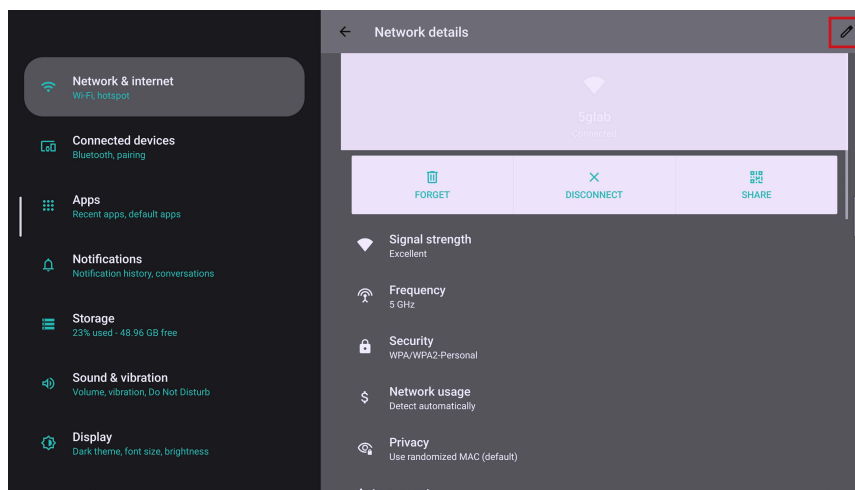 Network details
Network & internet
Wi-Fi, hotspot
Connected devices
Bluetooth, pairing
Apps
Recent apps, default apps
Notifications
Notification history, conversations
Storage
23% used - 48.96 GB free
Sound & vibration
Volume, vibration, Do Not Disturb
Display
Dark theme, font size, brightness
5glab
Connected
FORGET
DISCONNECT
SHARE
Signal strength
Excellent
Frequency
5 GHz
Security
WPA/WPA2-Personal
Network usage
Detect automatically
Privacy
Use randomized MAC (default)